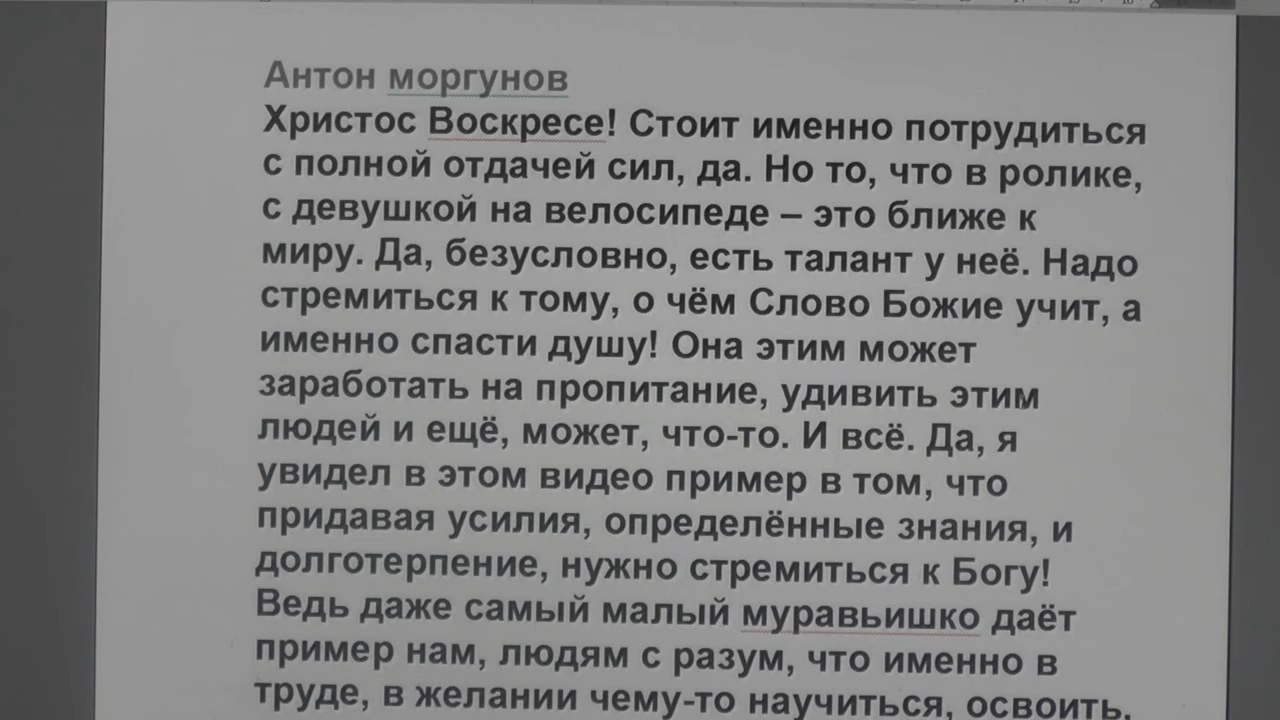 Антон моргунов
Христос Воскресе! Стоит именно потрудиться
с полной отдачей сил, да. Но то, что в ролике,
с девушкой на велосипеде – это ближе к
миру. Да, безусловно, есть талант у неё. Надо
стремиться к тому, о чём Слово Божие учит, а
именно спасти душу! Она этим может
заработать на пропитание, удивить этим
людей и ещё, может, что-то. И всё. Да, я
увидел в этом видео пример в том, что
придавая усилия, определённые знания, и
долготерпение, нужно стремиться к Богу!
Ведь даже самый малый муравьишко даёт
пример нам, людям с разум, что именно в
труде, в желании чему-то научиться, освоить,